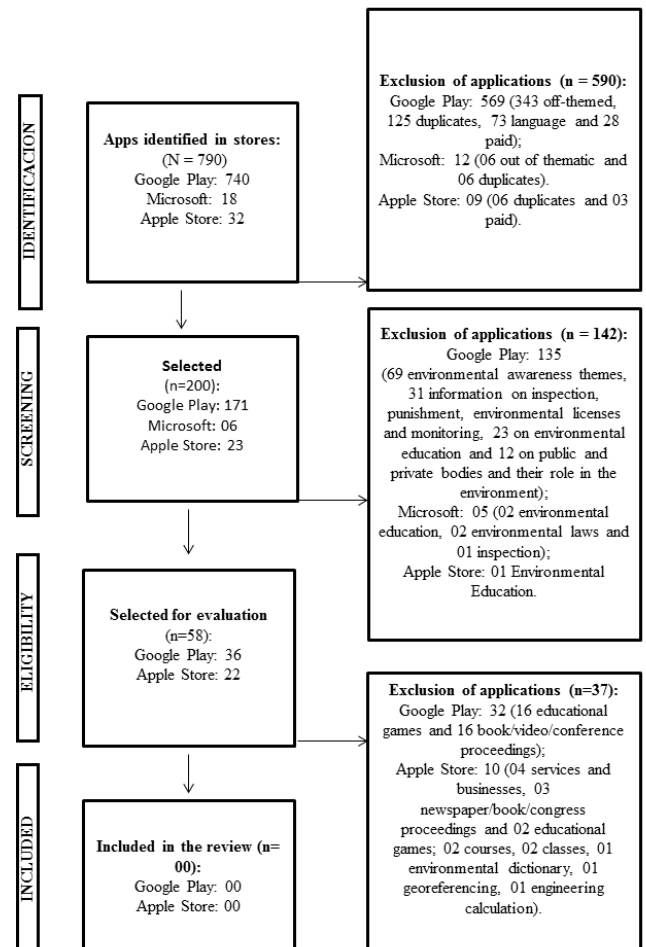 IDENTIFICACION
Apps identified in stores:
(N = 790)
Google Play: 740
Microsoft: 18
Apple Store: 32
Exclusion of applications (n = 590):
Google Play: 569 (343 off-themed,
125 duplicates, 73 language and 28
paid);
Microsoft: 12 (06 out of thematic and
06 duplicates).
Apple Store: 09 (06 duplicates and 03
paid).
SCREENING
Selected
(n=200):
Google Play: 171
Microsoft: 06
Apple Store: 23
Exclusion of applications (n = 142):
Google Play: 135
(69 environmental awareness themes,
31 information on inspection,
punishment, environmental licenses
and monitoring, 23 on environmental
education and 12 on public and
private bodies and their role in the
environment);
Microsoft: 05 (02 environmental
education, 02 environmental laws and
01 inspection);
Apple Store: 01 Environmental
Education.
ELIGIBILITY
Selected for evaluation
(n=58):
Google Play: 36
Apple Store: 22
Exclusion of applications (n=37):
Google Play: 32 (16 educational
games and 16 book/video/conference
proceedings);
Apple Store: 10 (04 services and
businesses, 03
newspaper/book/congress
proceedings and 02 educational
games; 02 courses, 02 classes, 01
environmental dictionary, 01
georeferencing, 01 engineering
calculation).
INCLUDED
Included in the review (n=
00):
Google Play: 00
Apple Store: 00